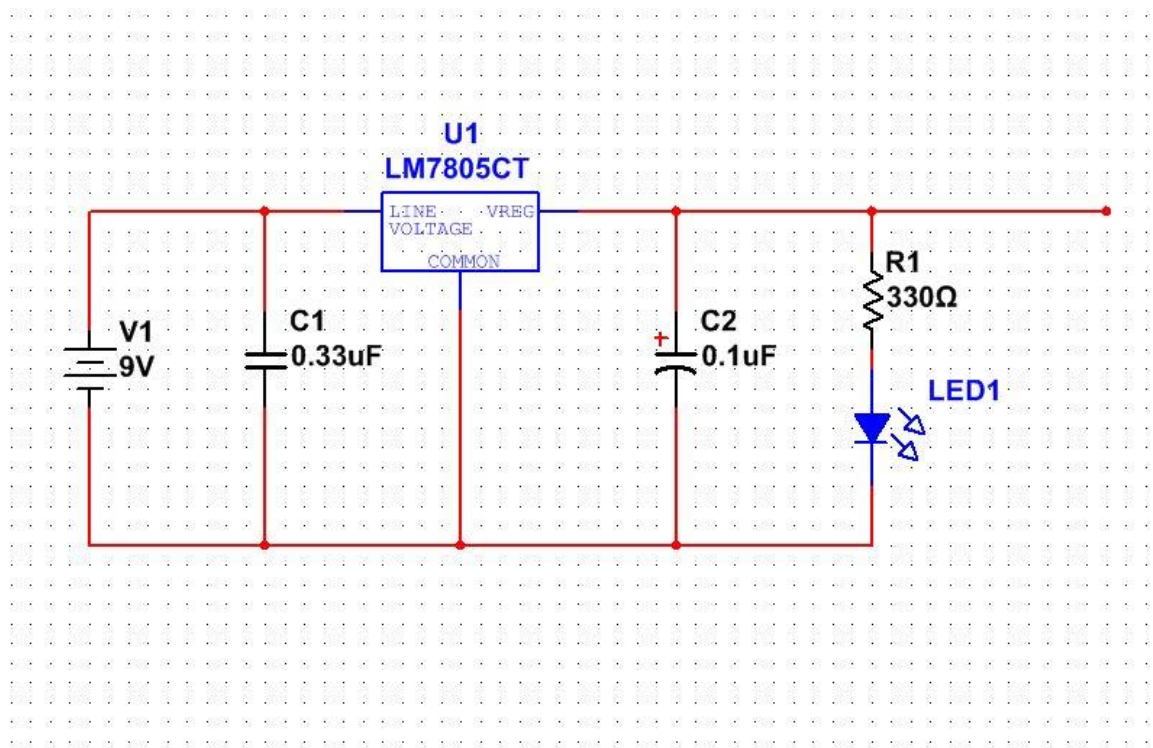 U1
LM7805CT
LINE VREG
VOLTAGE
COMMON
V1
9V
C1
0.33uF
+
C2
0.1uF
R1
330Ω
LED1